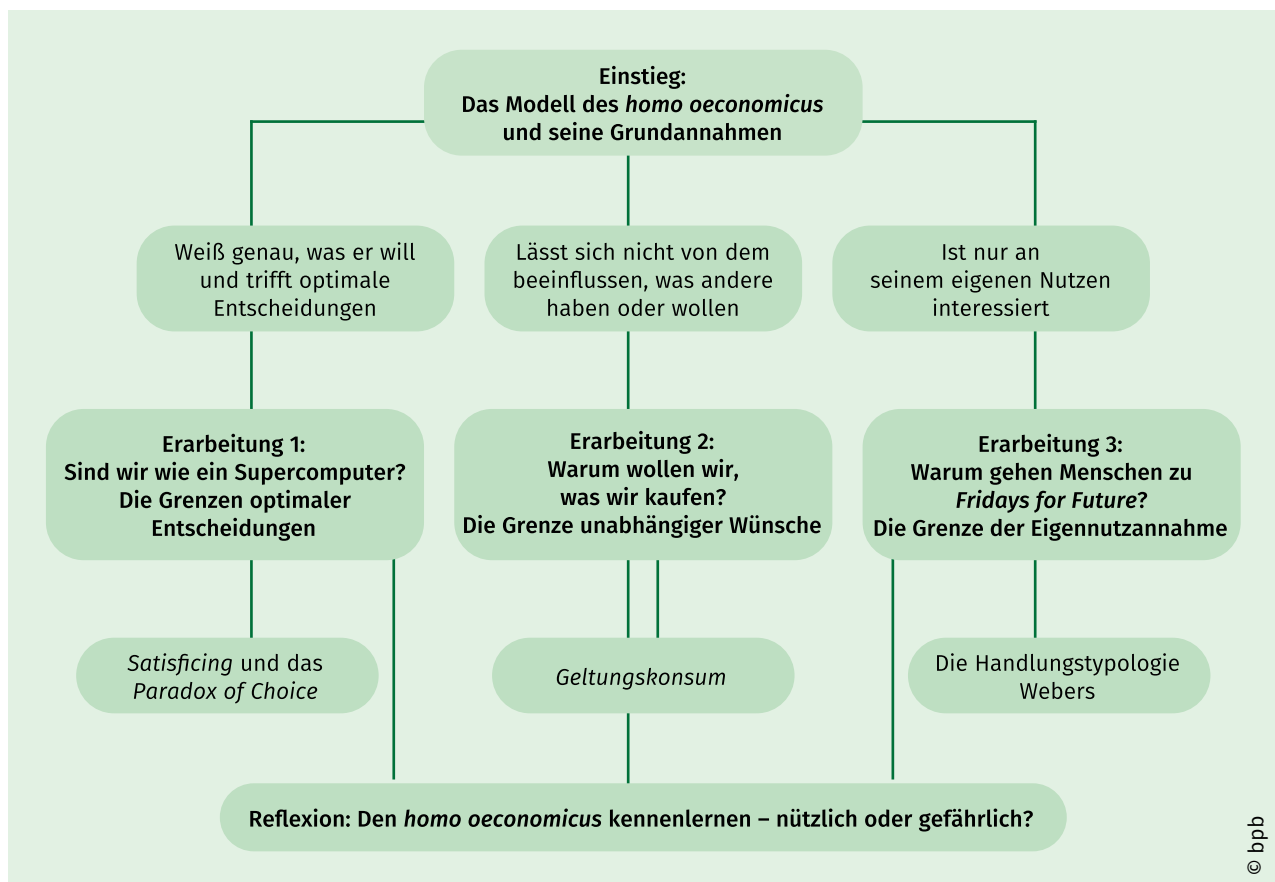 Einstieg:
Das Modell des homo oeconomicus
und seine Grundannahmen
Weiß genau, was er will
und trifft optimale
Entscheidungen
Lässt sich nicht von dem
beeinflussen, was andere
haben oder wollen
Ist nur an
seinem eigenen Nutzen
interessiert
Erarbeitung 1:
Sind wir wie ein Supercomputer?
Die Grenzen optimaler
Entscheidungen
Erarbeitung 2:
Warum wollen wir,
was wir kaufen?
Die Grenze unabhängiger Wünsche
Erarbeitung 3:
Warum gehen Menschen zu
Fridays for Future?
Die Grenze der Eigennutzannahme
Satisficing und das
Paradox of Choice
Geltungskonsum
Die Handlungstypologie
Webers
Reflexion: Den homo oeconomicus kennenlernen – nützlich oder gefährlich?
© bpb